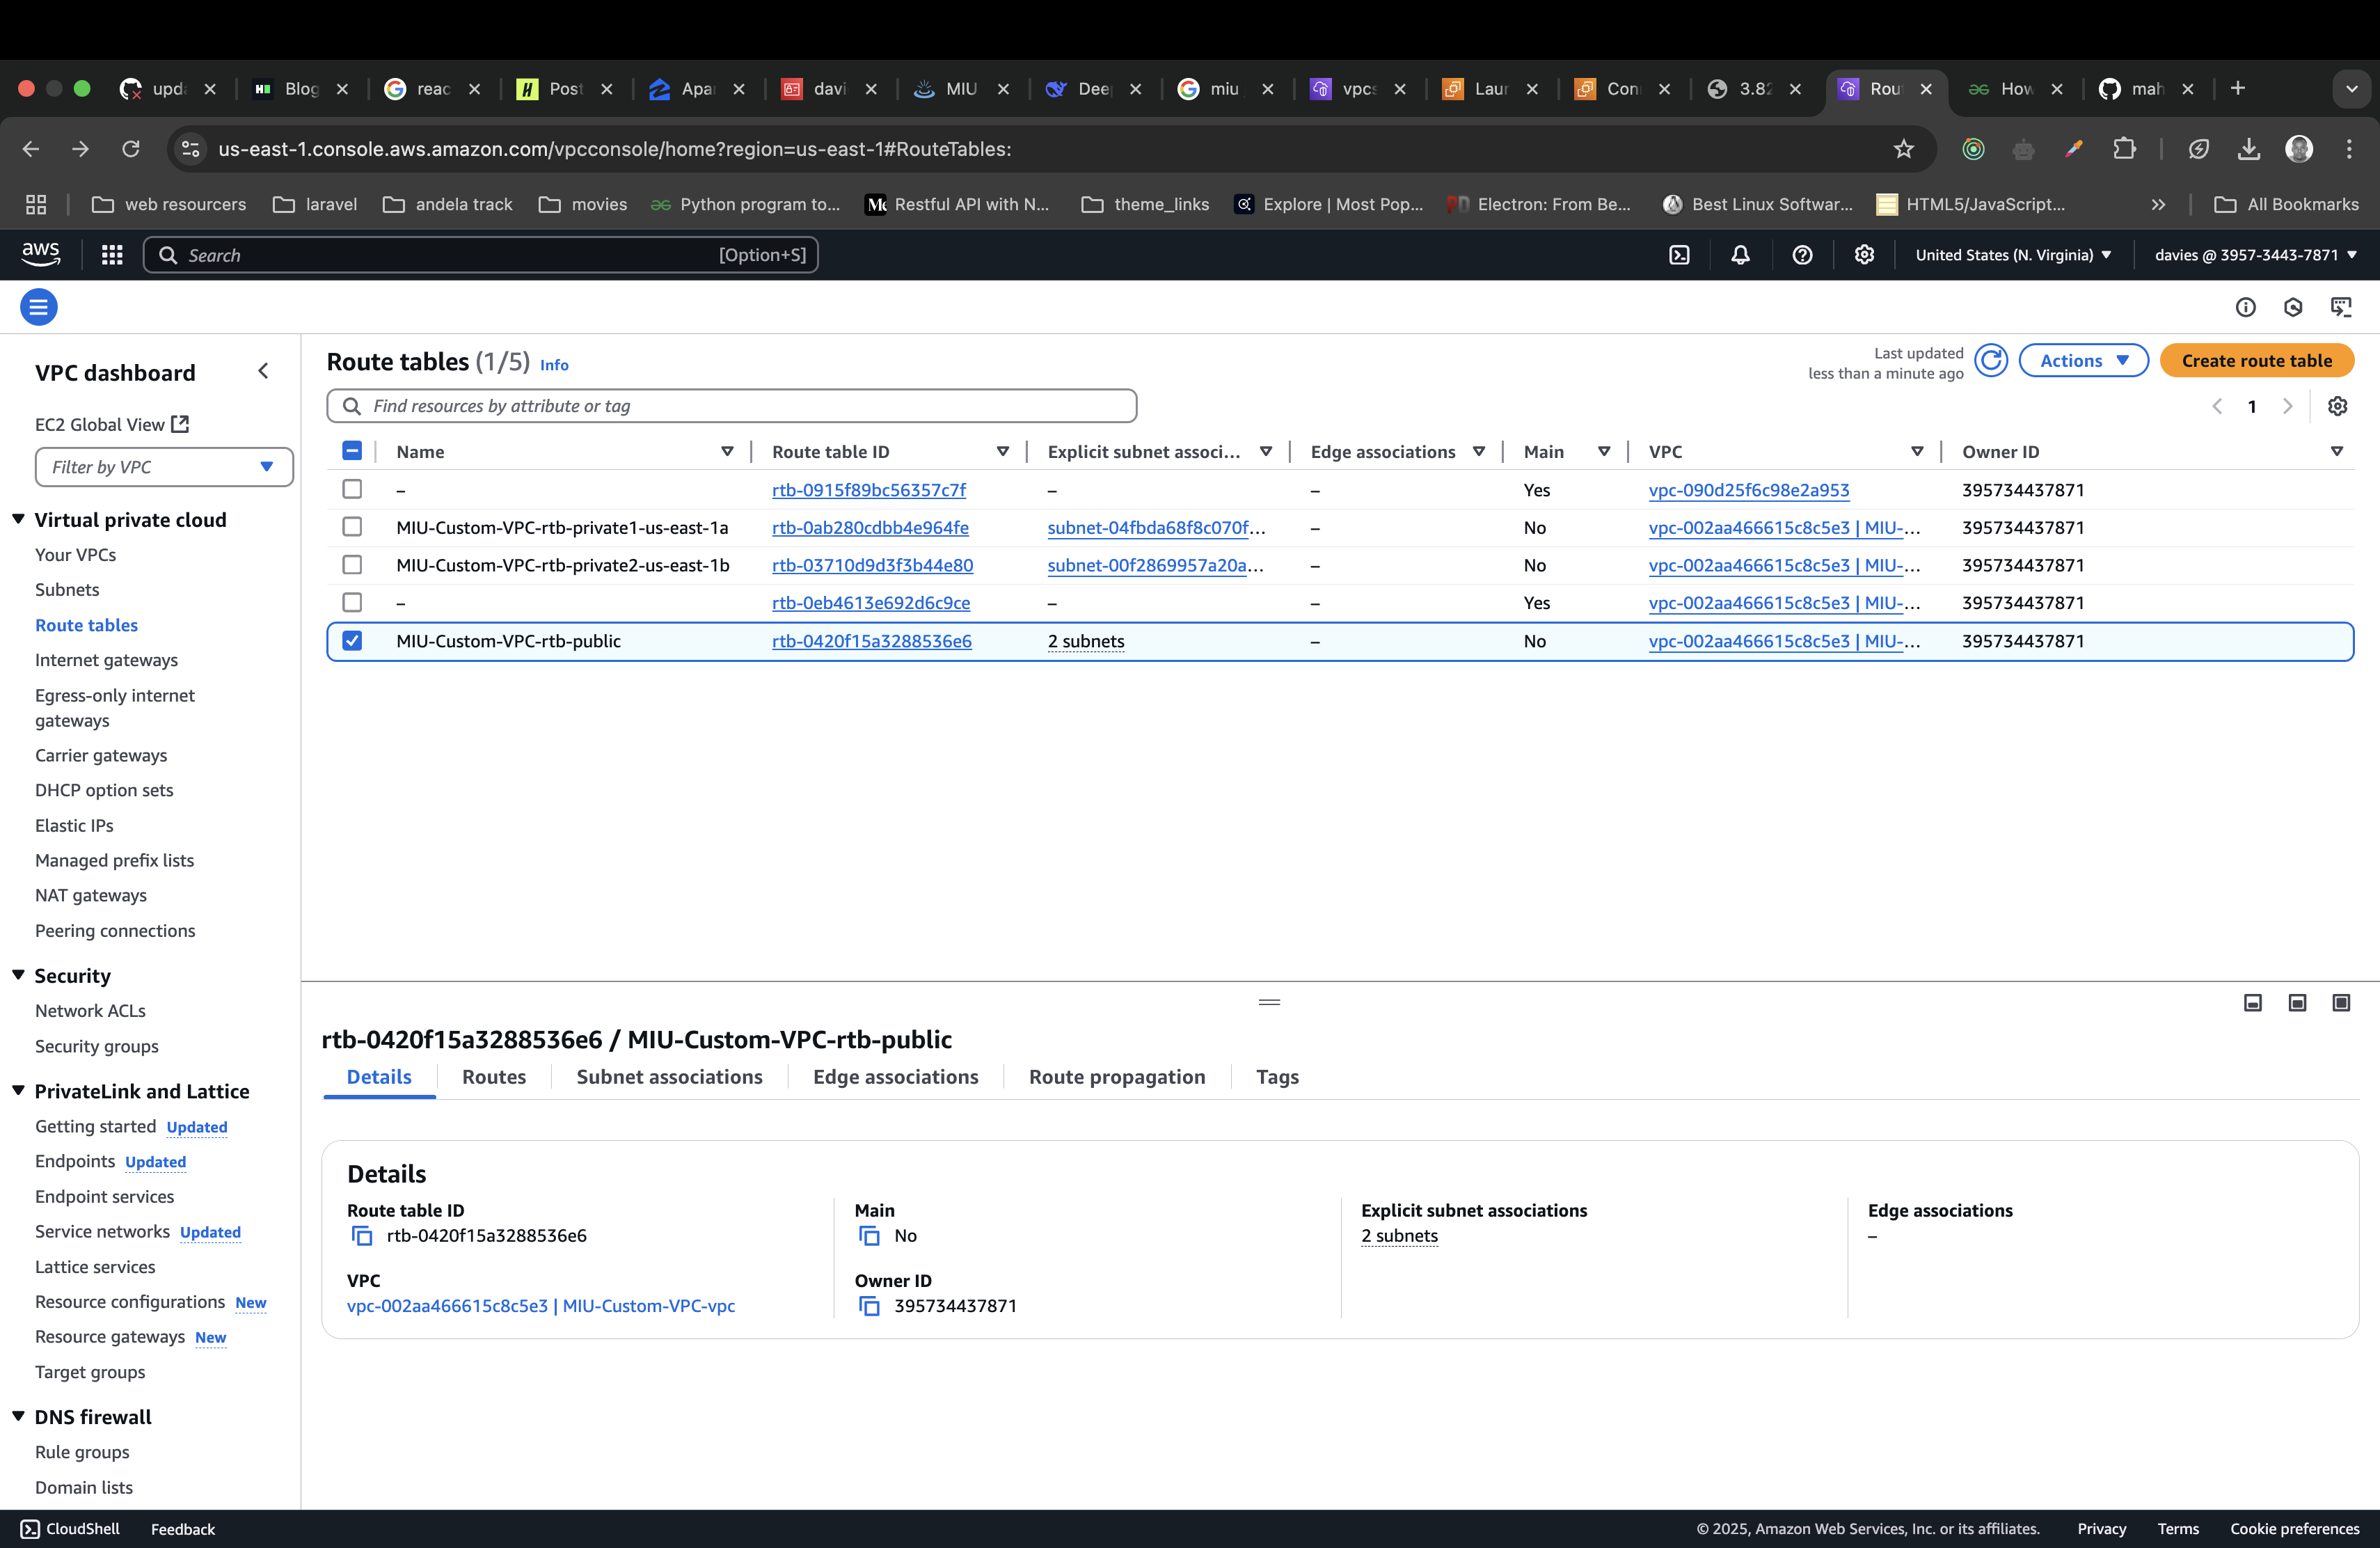 upda Blog reac Post Apar davi MIU Deep miu vpcs Laun Conn 3.82 Rou How mah
us-east-1.console.aws.amazon.com/vpcconsole/home?region=us-east-1#RouteTables:
web resourcers laravel andela track movies Python program to... Restful API with N... theme_links Explore | Most Pop... Electron: From Be... Best Linux Softwar... HTML5/JavaScript... All Bookmarks
aws Search [Option+S] United States (N. Virginia) davies @ 3957-3443-7871
VPC dashboard
EC2 Global View
Filter by VPC
Virtual private cloud
Your VPCs
Subnets
Route tables
Internet gateways
Egress-only internet
gateways
Carrier gateways
DHCP option sets
Elastic IPs
Managed prefix lists
NAT gateways
Peering connections
Security
Network ACLs
Security groups
PrivateLink and Lattice
Getting started Updated
Endpoints Updated
Endpoint services
Service networks Updated
Lattice services
Resource configurations New
Resource gateways New
Target groups
DNS firewall
Rule groups
Domain lists
Route tables (1/5) Info
Last updated
less than a minute ago
Actions
Create route table
Find resources by attribute or tag
1
Name Route table ID Explicit subnet associ... Edge associations Main VPC Owner ID
– rtb-0915f89bc56357c7f – – Yes vpc-090d25f6c98e2a953 395734437871
MIU-Custom-VPC-rtb-private1-us-east-1a rtb-0ab280cdbb4e964fe subnet-04fbda68f8c070f... – No vpc-002aa466615c8c5e3 | MIU-... 395734437871
MIU-Custom-VPC-rtb-private2-us-east-1b rtb-03710d9d3f3b44e80 subnet-00f2869957a20a... – No vpc-002aa466615c8c5e3 | MIU-... 395734437871
– rtb-0eb4613e692d6c9ce – – Yes vpc-002aa466615c8c5e3 | MIU-... 395734437871
MIU-Custom-VPC-rtb-public rtb-0420f15a3288536e6 2 subnets – No vpc-002aa466615c8c5e3 | MIU-... 395734437871
rtb-0420f15a3288536e6 / MIU-Custom-VPC-rtb-public
Details Routes Subnet associations Edge associations Route propagation Tags
Details
Route table ID
rtb-0420f15a3288536e6
Main
No
Explicit subnet associations
2 subnets
Edge associations
–
VPC
vpc-002aa466615c8c5e3 | MIU-Custom-VPC-vpc
Owner ID
395734437871
CloudShell Feedback © 2025, Amazon Web Services, Inc. or its affiliates. Privacy Terms Cookie preferences